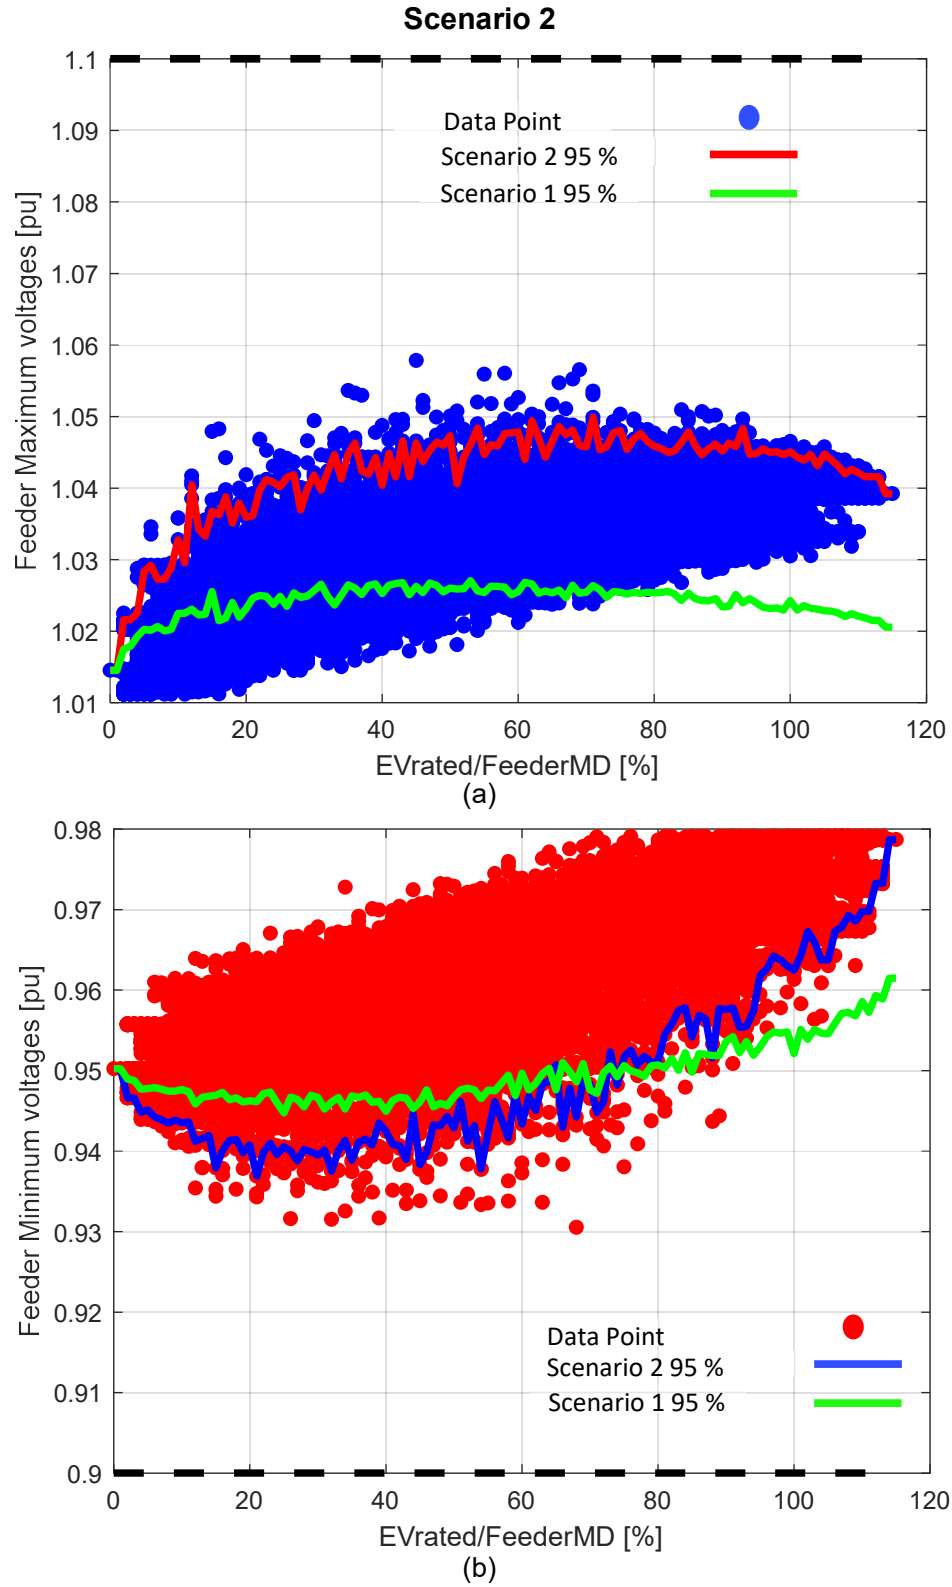 Scenario 2
1.1
1.09
1.08
1.07
1.06
1.05
1.04
1.03
1.02
1.01
Feeder Maximum voltages [pu]
Data Point
Scenario 2 95 %
Scenario 1 95 %
0 20 40 60 80 100 120
EVrated/FeederMD [%]
(a)
0.98
0.97
0.96
0.95
0.94
0.93
0.92
0.91
0.9
Feeder Minimum voltages [pu]
Data Point
Scenario 2 95 %
Scenario 1 95 %
0 20 40 60 80 100 120
EVrated/FeederMD [%]
(b)